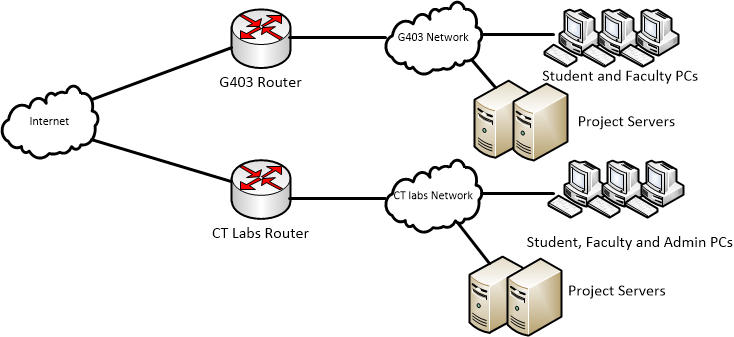 G403 Network
Student and Faculty PCs
G403 Router
Internet
Project Servers
CT labs Network
CT Labs Router
Student, Faculty and Admin PCs
Project Servers